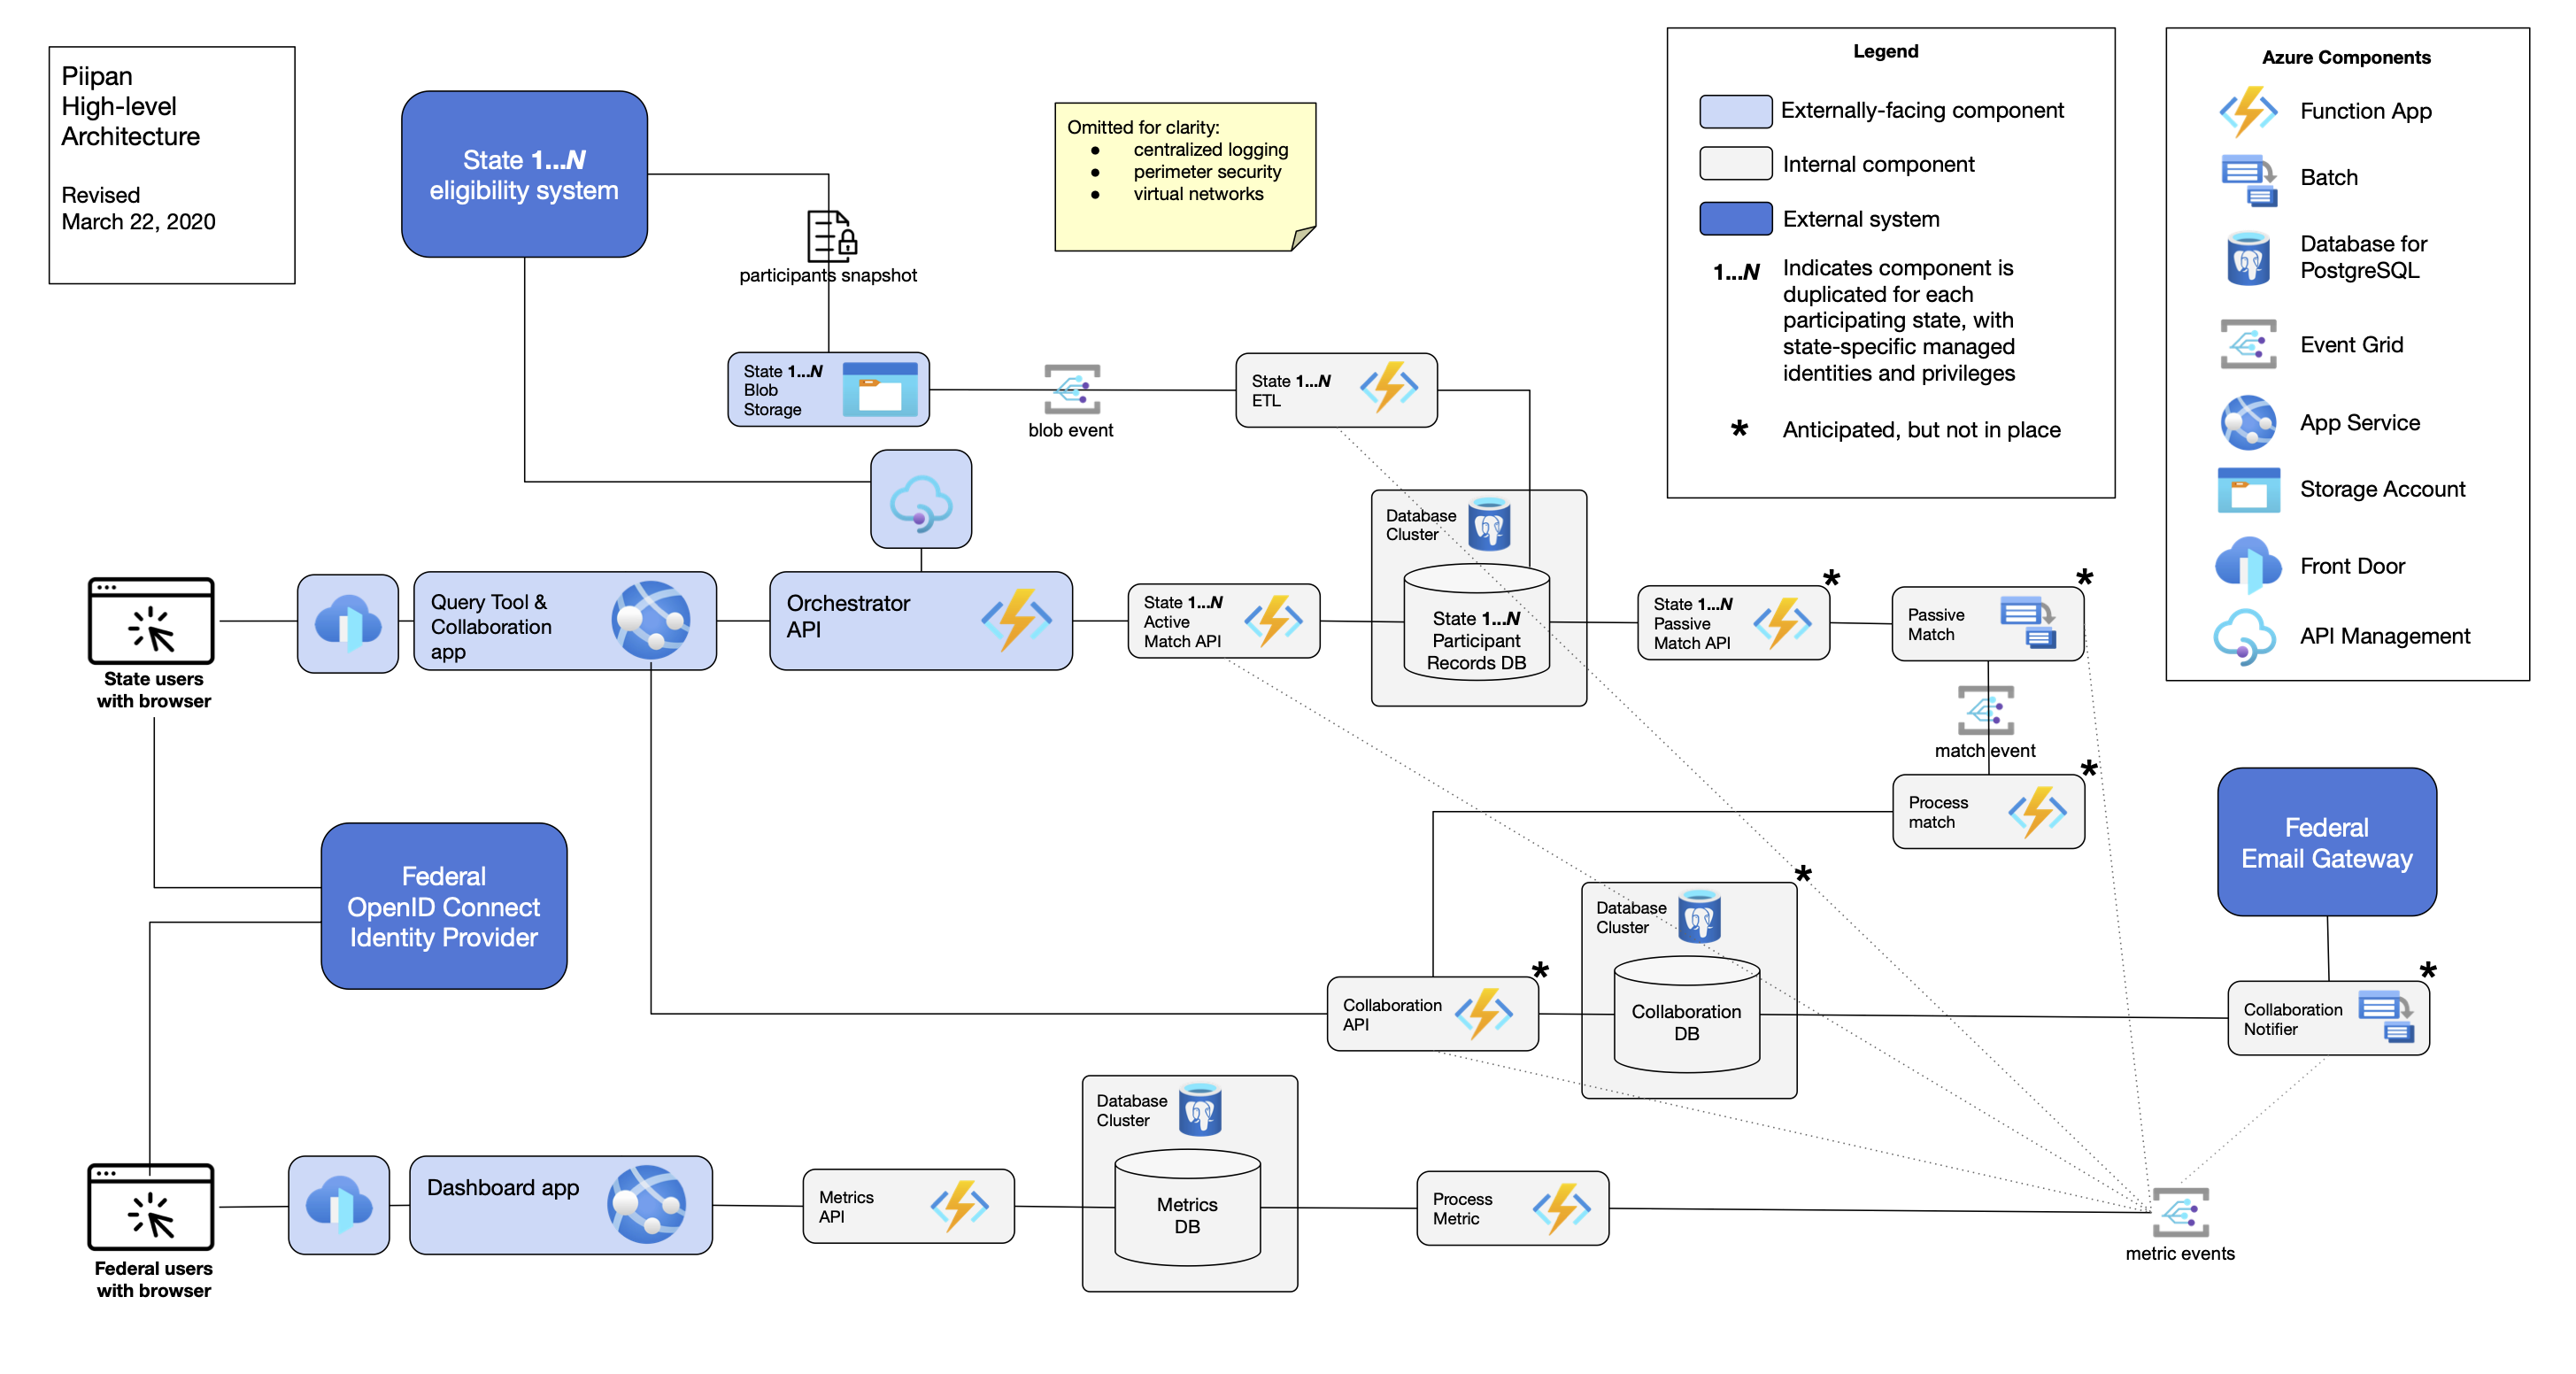 Piipan
High-level
Architecture
Revised
March 22, 2020
State 1...N
eligibility system
participants snapshot
Omitted for clarity:
● centralized logging
● perimeter security
● virtual networks
Legend
Externally-facing component
Internal component
External system
1...N Indicates component is
duplicated for each
participating state, with
state-specific managed
identities and privileges
* Anticipated, but not in place
Azure Components
Function App
Batch
Database for
PostgreSQL
Event Grid
App Service
Storage Account
Front Door
API Management
State 1...N
Blob
Storage
blob event
State 1...N
ETL
Database
Cluster
State 1...N
Participant
Records DB
State users
with browser
Query Tool &
Collaboration
app
Orchestrator
API
State 1...N
Active
Match API
State 1...N
Passive
Match API
*
Passive
Match
*
match event
Process
match
*
Federal
OpenID Connect
Identity Provider
Federal
Email Gateway
Database
Cluster
*
Collaboration
DB
Collaboration
API
*
Collaboration
Notifier
*
Federal users
with browser
Dashboard app
Metrics
API
Database
Cluster
Metrics
DB
Process
Metric
metric events